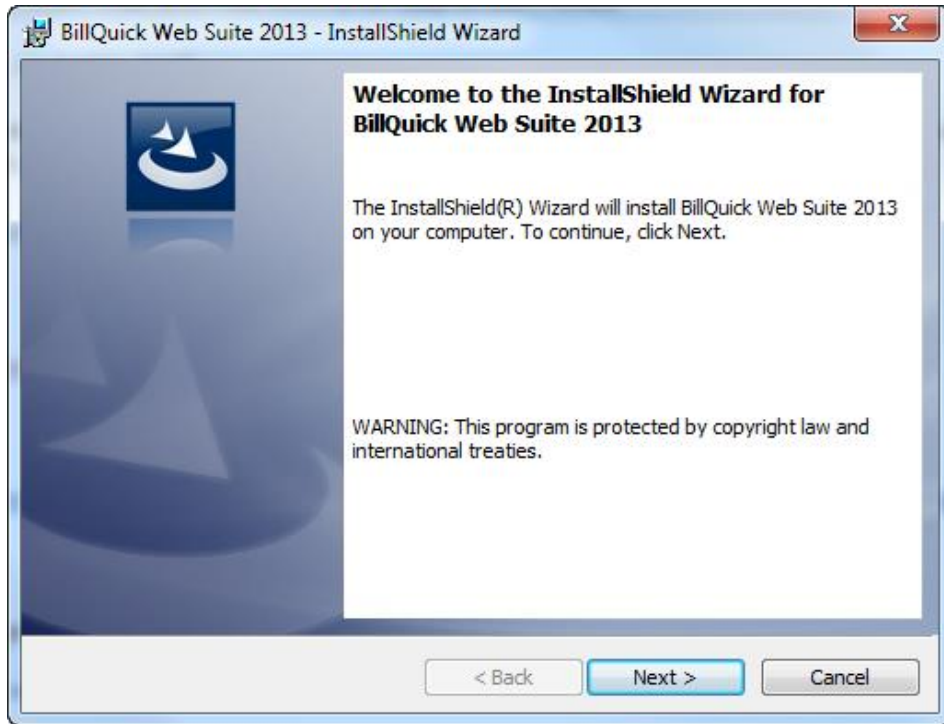 BillQuick Web Suite 2013 - InstallShield Wizard
Welcome to the InstallShield Wizard for
BillQuick Web Suite 2013
The InstallShield(R) Wizard will install BillQuick Web Suite 2013
on your computer. To continue, click Next.
WARNING: This program is protected by copyright law and
international treaties.
< Back Next > Cancel